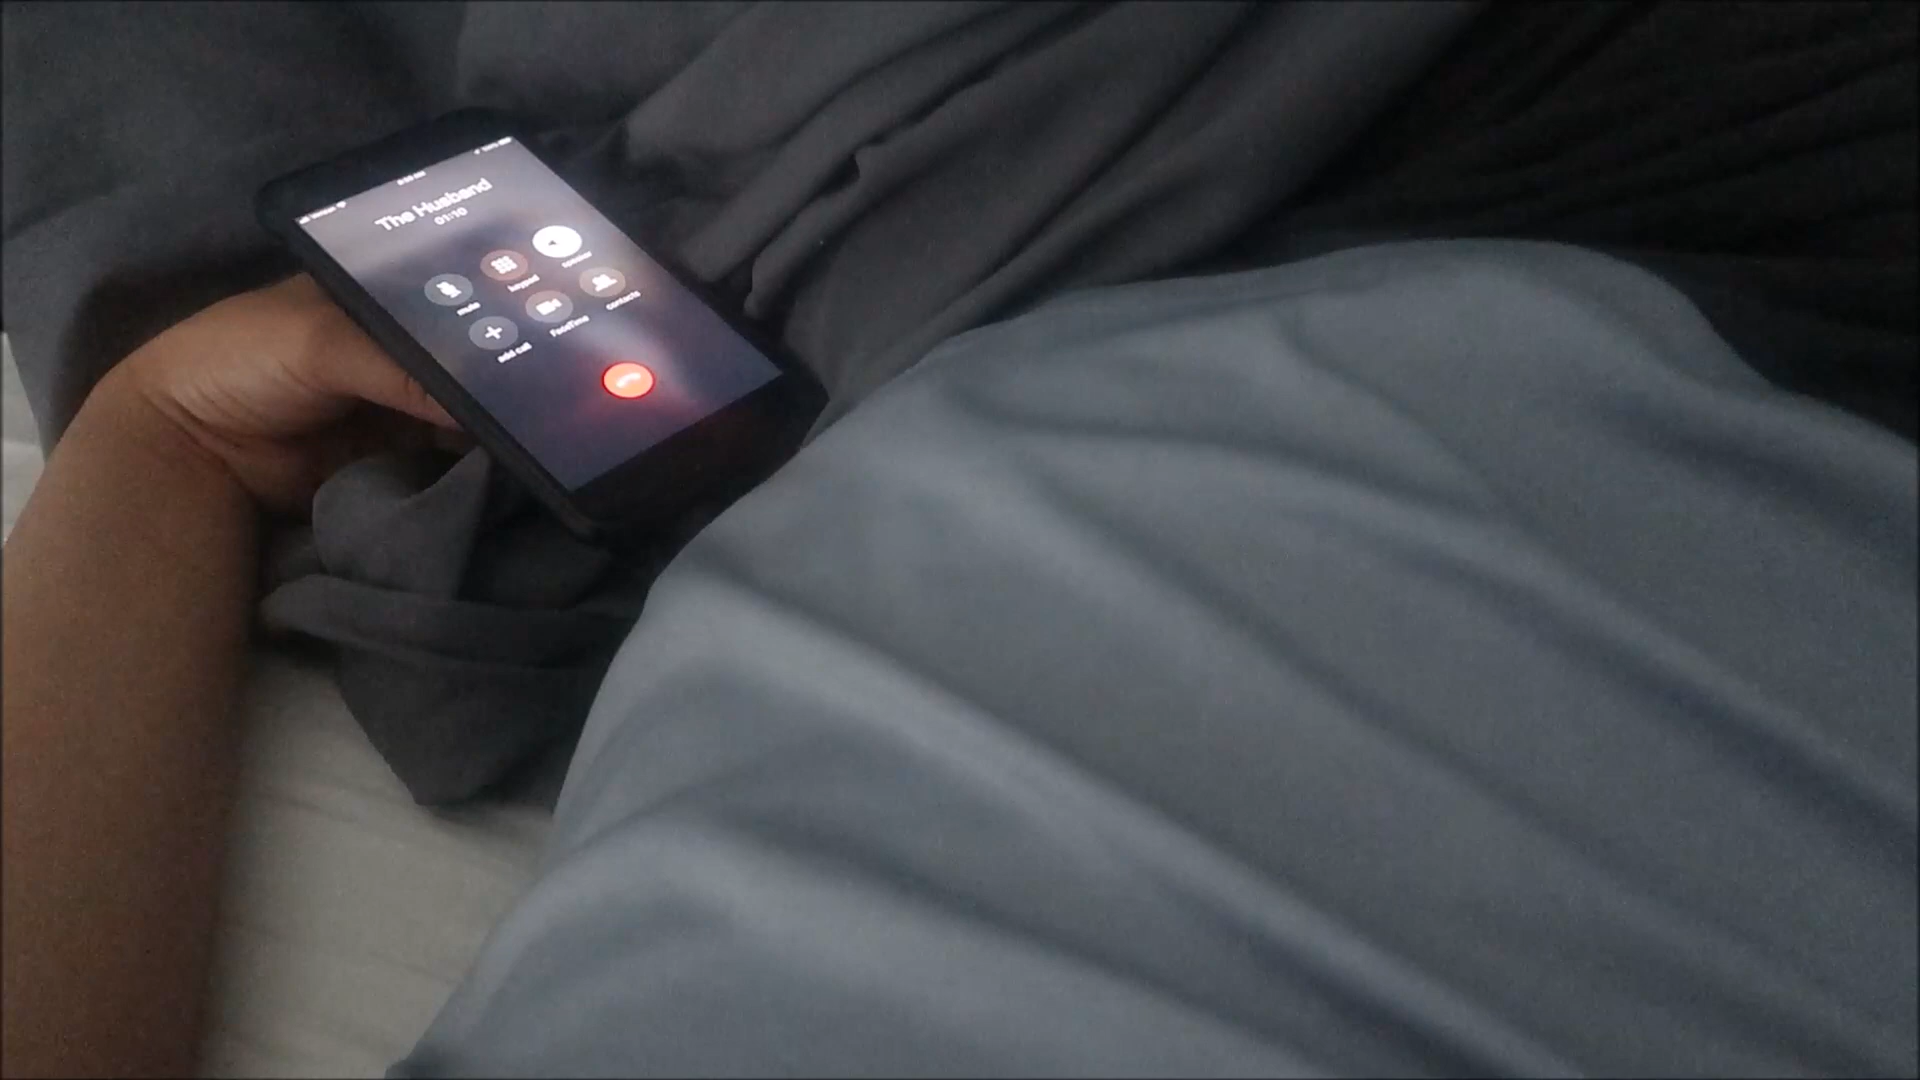 The Husband
01:10
mute
keypad
speaker
add call
FaceTime
contacts